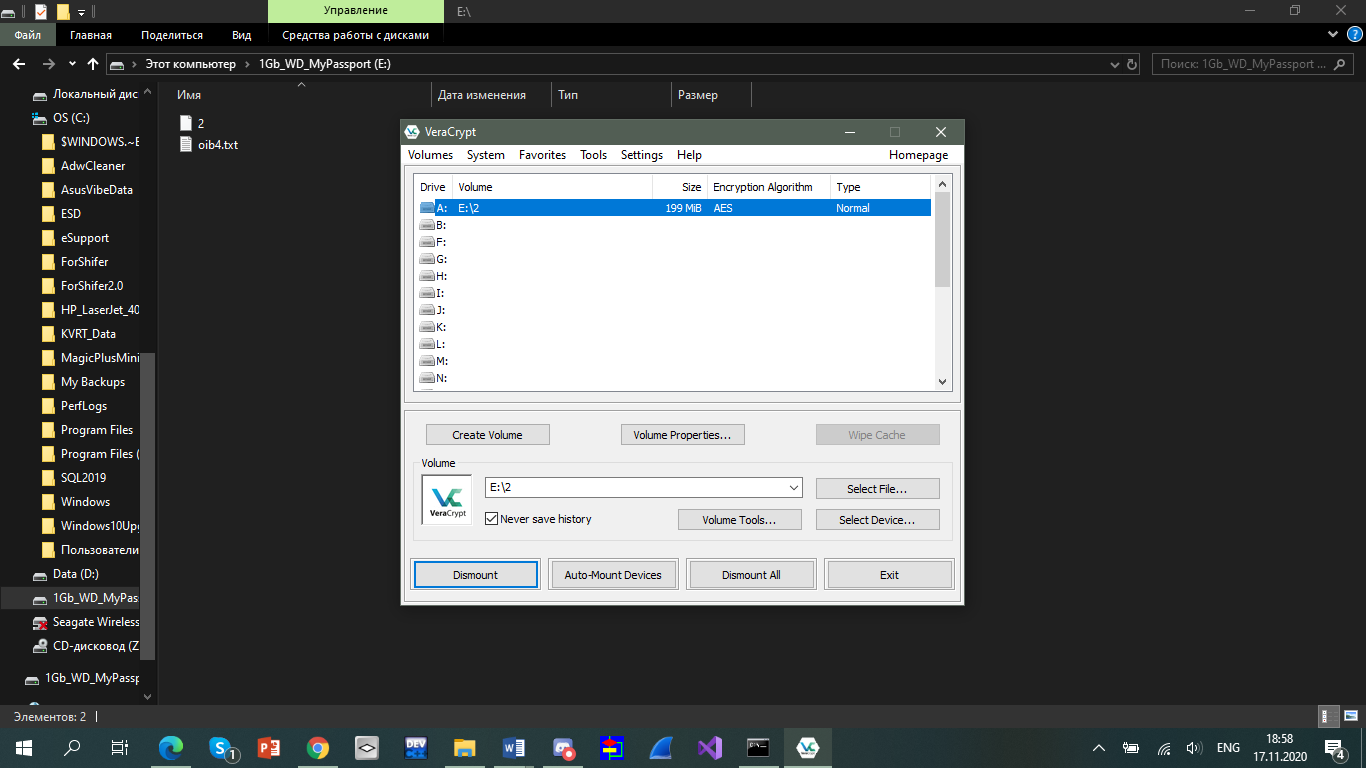 Управление
E:\
Файл Главная Поделиться Вид Средства работы с дисками
Этот компьютер › 1Gb_WD_MyPassport (E:)
Поиск: 1Gb_WD_MyPassport ...
Имя Дата изменения Тип Размер
2
oib4.txt
Локальный дис
OS (C:)
$WINDOWS.~E
AdwCleaner
AsusVibeData
ESD
eSupport
ForShifer
ForShifer2.0
HP_LaserJet_40
KVRT_Data
MagicPlusMini
My Backups
PerfLogs
Program Files
Program Files (
SQL2019
Windows
Windows10Upg
Пользователи
Data (D:)
1Gb_WD_MyPas
Seagate Wireless
CD-дисковод (Z
1Gb_WD_MyPassp
VeraCrypt
Volumes System Favorites Tools Settings Help Homepage
Drive Volume Size Encryption Algorithm Type
A: E:\2 199 MiB AES Normal
B:
F:
G:
H:
I:
J:
K:
L:
M:
N:
Create Volume Volume Properties... Wipe Cache
Volume
VeraCrypt
E:\2
Select File...
Never save history
Volume Tools... Select Device...
Dismount Auto-Mount Devices Dismount All Exit
Элементов: 2
1
DEV
ENG
18:58
17.11.2020
4